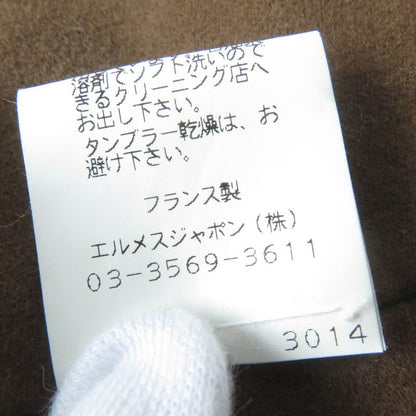 溶剤でソフト洗いので
きるクリーニング店へ
お出し下さい。
タンブラー乾燥は、お
避け下さい。
フランス製
エルメスジャポン(株)
03-3569-3611
3014